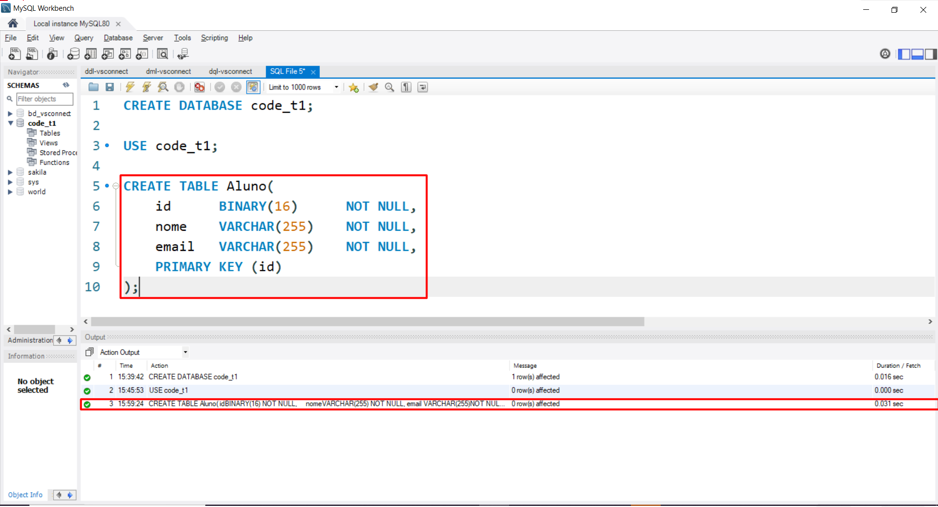 MySQL Workbench
Local instance MySQL80
File Edit View Query Database Server Tools Scripting Help
Navigator
SCHEMAS
Filter objects
bd_vsconnect
code_t1
Tables
Views
Stored Proce
Functions
sakila
sys
world
Administration
Information
No object
selected
Object Info
ddl-vsconnect dml-vsconnect dql-vsconnect SQL File 5*
Limit to 1000 rows
1 CREATE DATABASE code_t1;
2
3 USE code_t1;
4
5 CREATE TABLE Aluno(
6 id BINARY(16) NOT NULL,
7 nome VARCHAR(255) NOT NULL,
8 email VARCHAR(255) NOT NULL,
9 PRIMARY KEY (id)
10 );
Output
Action Output
# Time Action Message Duration / Fetch
1 15:39:42 CREATE DATABASE code_t1 1 row(s) affected 0.016 sec
2 15:45:53 USE code_t1 0 row(s) affected 0.000 sec
3 15:59:24 CREATE TABLE Aluno( idBINARY(16) NOT NULL, nomeVARCHAR(255) NOT NULL, email VARCHAR(255)NOT NUL... 0 row(s) affected 0.031 sec